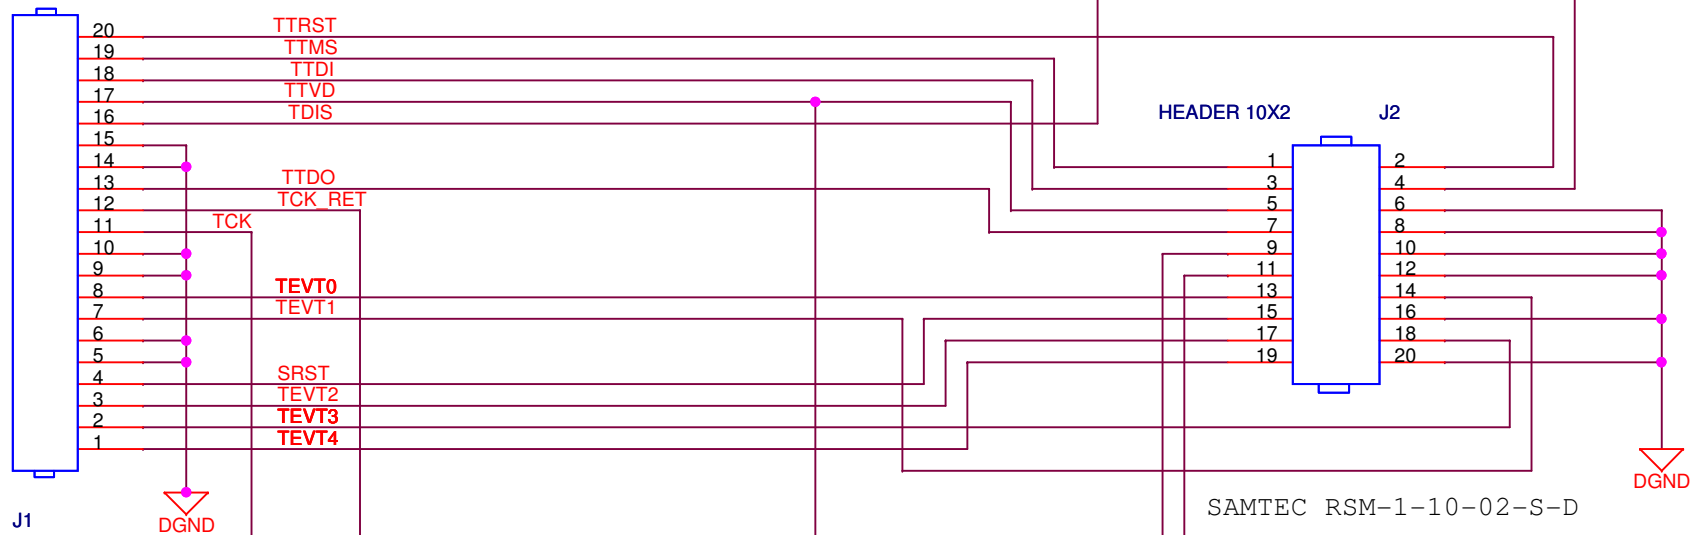 20 TTRST
19 TTMS
18 TTDI
17 TTVD
16 TDIS
15
14
13 TTDO
12 TCK_RET
11 TCK
10
9
8 TEVT0
7 TEVT1
6
5
4 SRST
3 TEVT2
2 TEVT3
1 TEVT4
J1
DGND
HEADER 10X2 J2
1 2
3 4
5 6
7 8
9 10
11 12
13 14
15 16
17 18
19 20
DGND
SAMTEC RSM-1-10-02-S-D